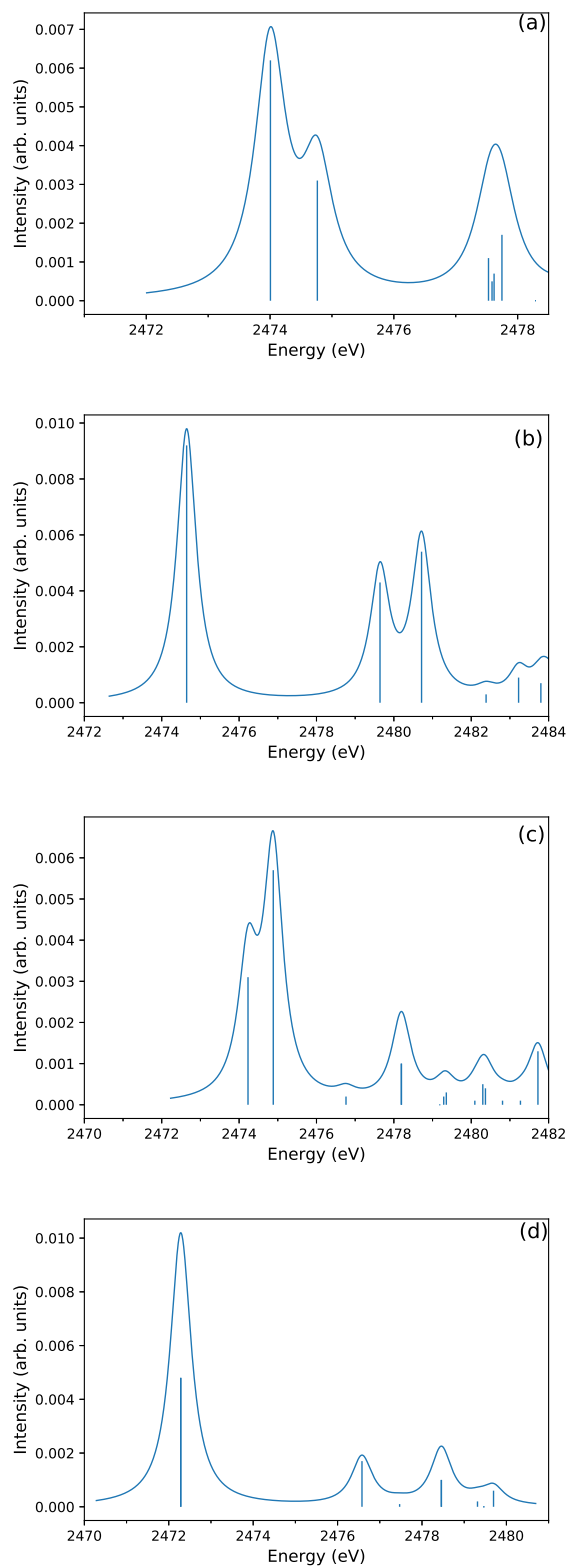 (a)
0.007
0.006
0.005
0.004
0.003
0.002
0.001
0.000
Intensity (arb. units)
2472 2474 2476 2478
Energy (eV)
(b)
0.010
0.008
0.006
0.004
0.002
0.000
Intensity (arb. units)
2472 2474 2476 2478 2480 2482 2484
Energy (eV)
(c)
0.006
0.005
0.004
0.003
0.002
0.001
0.000
Intensity (arb. units)
2470 2472 2474 2476 2478 2480 2482
Energy (eV)
(d)
0.010
0.008
0.006
0.004
0.002
0.000
Intensity (arb. units)
2470 2472 2474 2476 2478 2480
Energy (eV)